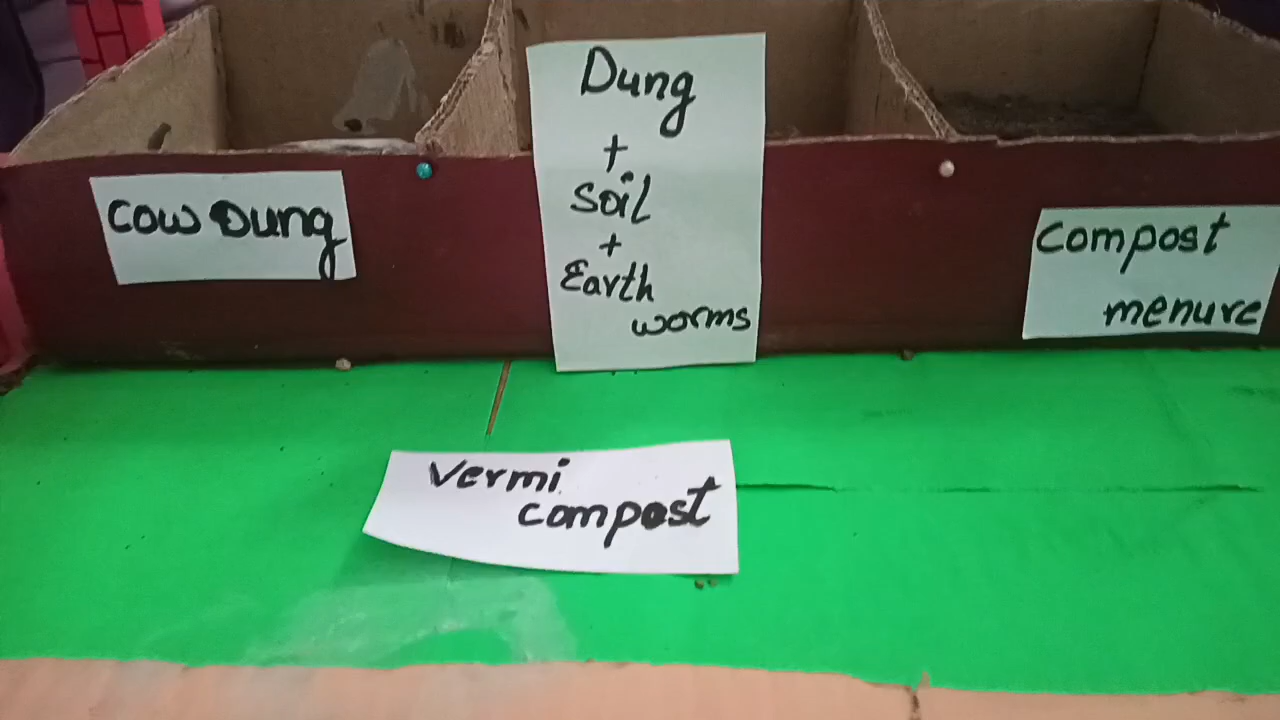 Cow Dung
Dung
+
Soil
+
Earth
worms
Compost
menure
Vermi
compost